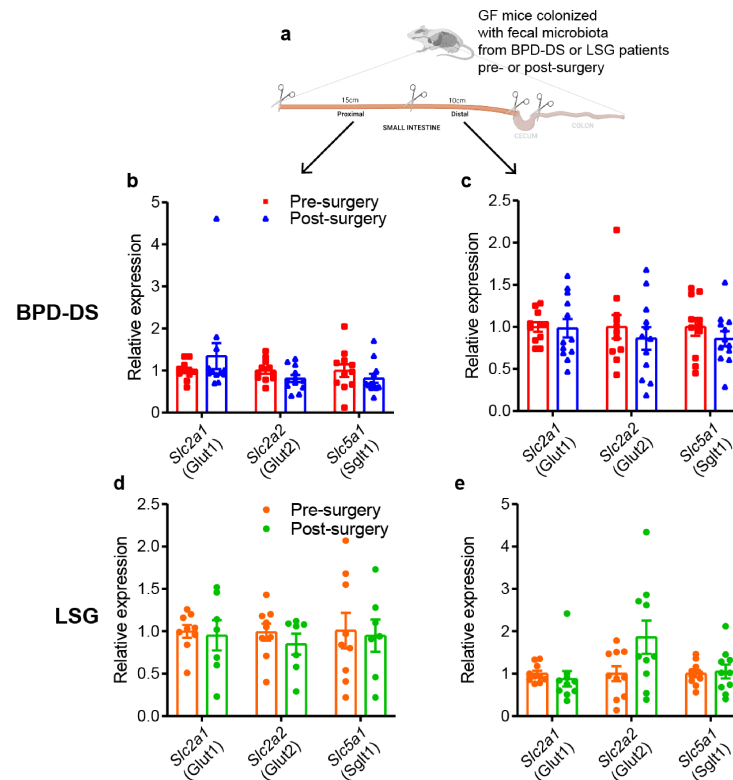 a
GF mice colonized
with fecal microbiota
from BPD-DS or LSG patients
pre- or post-surgery
15cm
10cm
Proximal
Distal
SMALL INTESTINE
CECUM
COLON
b
Pre-surgery
Post-surgery
Relative expression
5
4
3
2
1
0
Slc2a1
(Glut1)
Slc2a2
(Glut2)
Slc5a1
(Sglt1)
c
Relative expression
2.5
2.0
1.5
1.0
0.5
0.0
Slc2a1
(Glut1)
Slc2a2
(Glut2)
Slc5a1
(Sglt1)
BPD-DS
d
Pre-surgery
Post-surgery
Relative expression
2.5
2.0
1.5
1.0
0.5
0.0
Slc2a1
(Glut1)
Slc2a2
(Glut2)
Slc5a1
(Sglt1)
e
Relative expression
5
4
3
2
1
0
Slc2a1
(Glut1)
Slc2a2
(Glut2)
Slc5a1
(Sglt1)
LSG